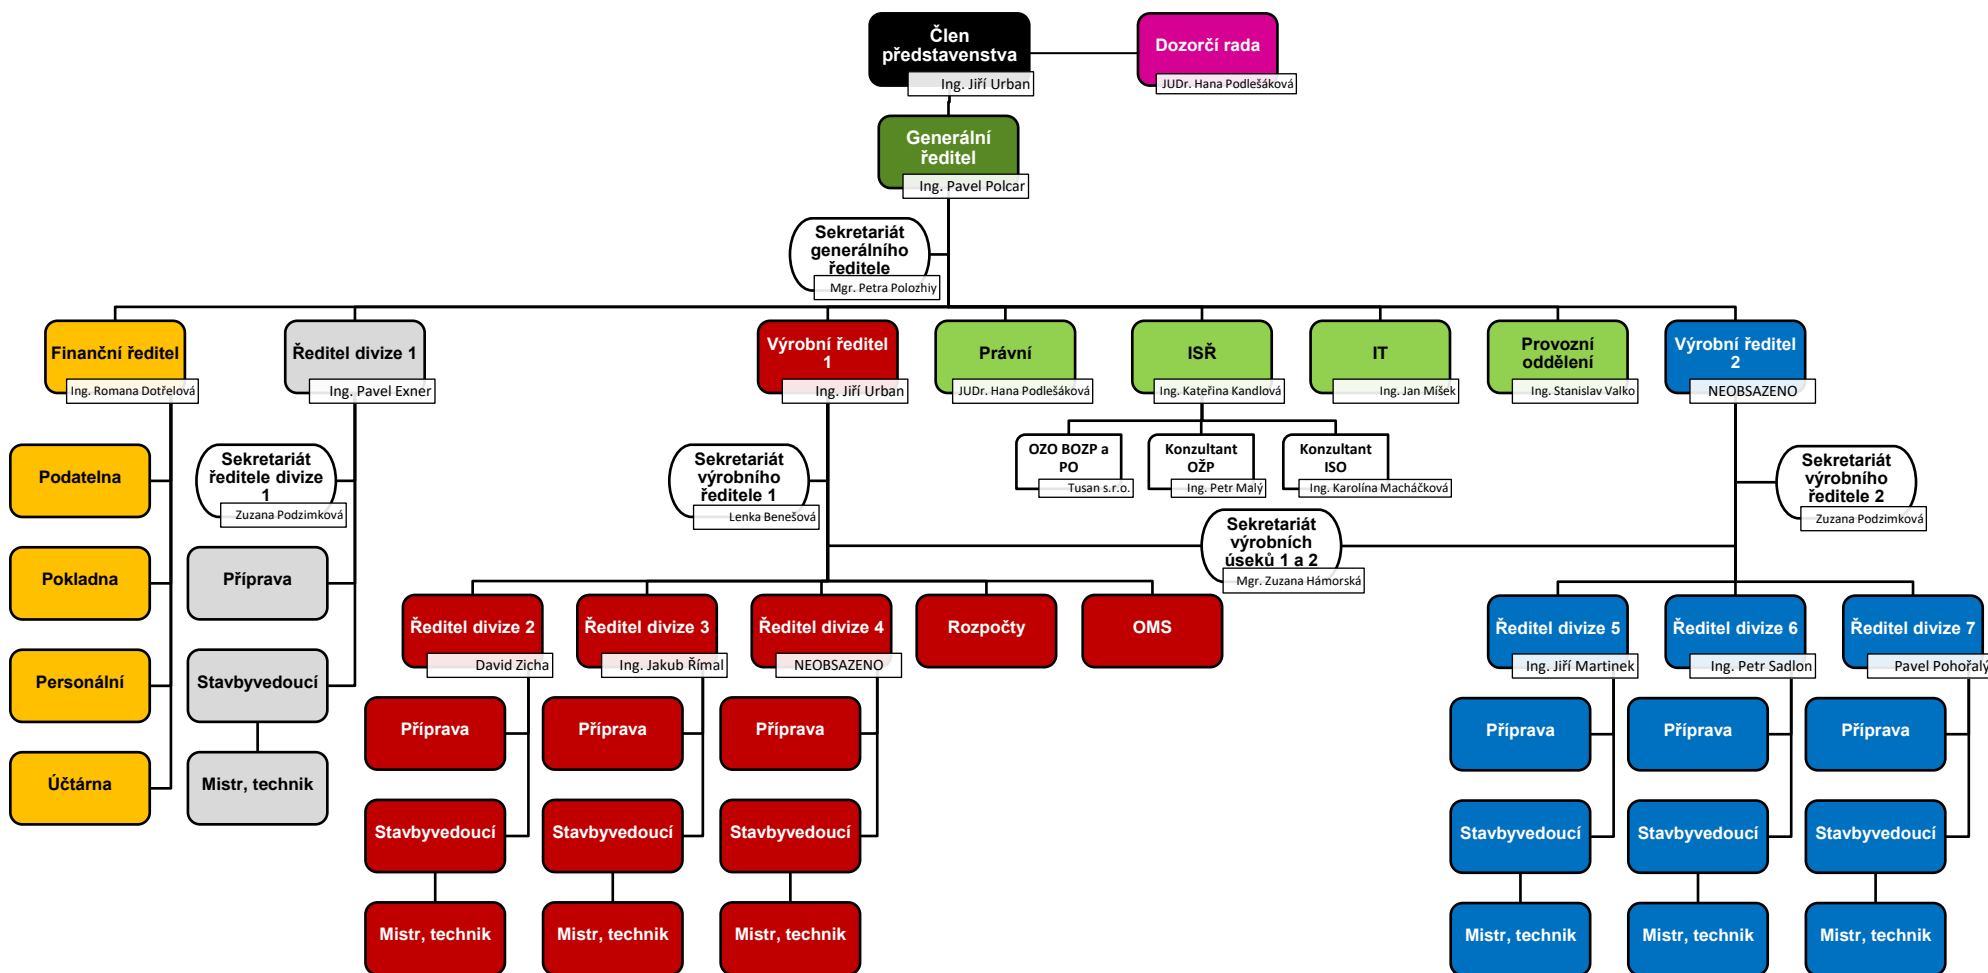 Člen
představenstva
Ing. Jiří Urban
Dozorčí rada
JUDr. Hana Podlešáková
Generální
ředitel
Ing. Pavel Polcar
Sekretariát
generálního
ředitele
Mgr. Petra Polozhiy
Finanční ředitel
Ing. Romana Dotřelová
Ředitel divize 1
Ing. Pavel Exner
Výrobní ředitel
1
Ing. Jiří Urban
Právní
JUDr. Hana Podlešáková
ISŘ
Ing. Kateřina Kandlová
IT
Ing. Jan Míšek
Provozní
oddělení
Ing. Stanislav Valko
Výrobní ředitel
2
NEOBSAZENO
Podatelna
Sekretariát
ředitele divize
1
Zuzana Podzimková
Sekretariát
výrobního
ředitele 1
Lenka Benešová
OZO BOZP a
PO
Tusan s.r.o.
Konzultant
OŽP
Ing. Petr Malý
Konzultant
ISO
Ing. Karolína Macháčková
Sekretariát
výrobního
ředitele 2
Zuzana Podzimková
Sekretariát
výrobních
úseků 1 a 2
Mgr. Zuzana Hámorská
Pokladna
Příprava
Ředitel divize 2
David Zicha
Ředitel divize 3
Ing. Jakub Římal
Ředitel divize 4
NEOBSAZENO
Rozpočty
OMS
Ředitel divize 5
Ing. Jiří Martinek
Ředitel divize 6
Ing. Petr Sadlon
Ředitel divize 7
Pavel Pohořalý
Personální
Stavbyvedoucí
Příprava
Příprava
Příprava
Příprava
Příprava
Příprava
Účtárna
Mistr, technik
Stavbyvedoucí
Stavbyvedoucí
Stavbyvedoucí
Stavbyvedoucí
Stavbyvedoucí
Stavbyvedoucí
Mistr, technik
Mistr, technik
Mistr, technik
Mistr, technik
Mistr, technik
Mistr, technik